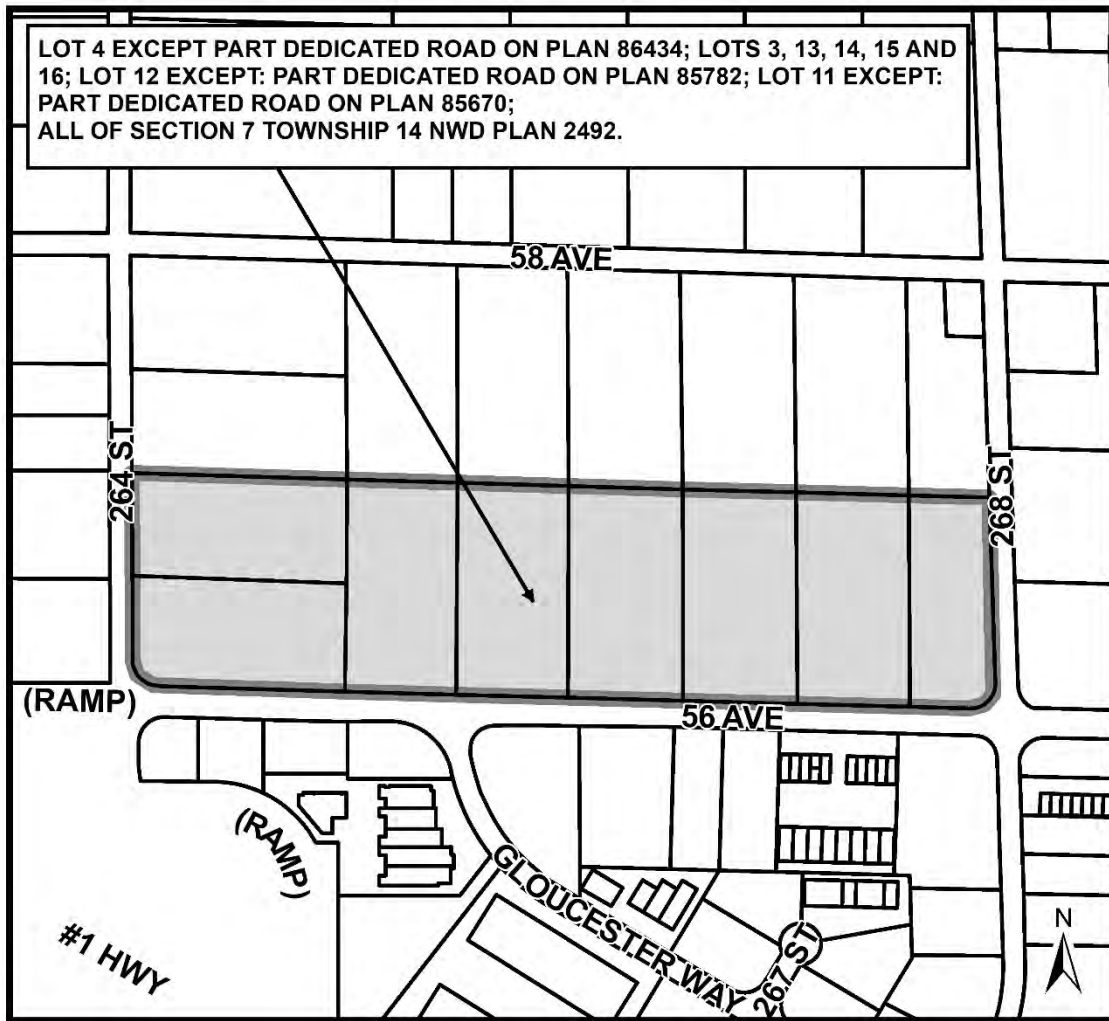 LOT 4 EXCEPT PART DEDICATED ROAD ON PLAN 86434; LOTS 3, 13, 14, 15 AND
16; LOT 12 EXCEPT: PART DEDICATED ROAD ON PLAN 85782; LOT 11 EXCEPT:
PART DEDICATED ROAD ON PLAN 85670;
ALL OF SECTION 7 TOWNSHIP 14 NWD PLAN 2492.
58 AVE
264 ST
268 ST
(RAMP)
56 AVE
(RAMP)
GLOUCESTER WAY
267 ST
#1 HWY
N